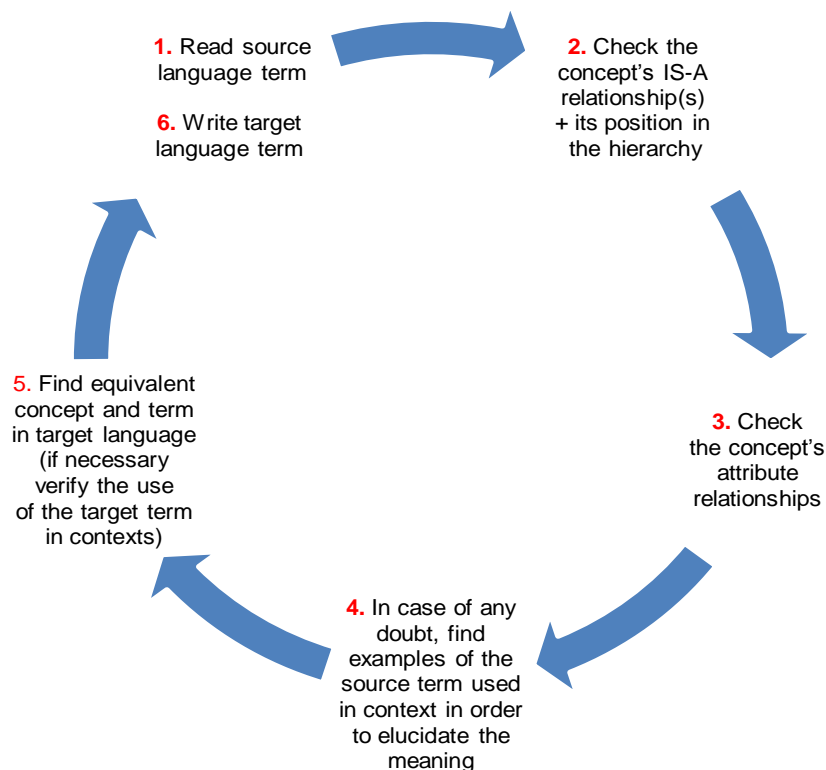 1. Read source
language term
6. Write target
language term
2. Check the
concept's IS-A
relationship(s)
+ its position in
the hierarchy
3. Check
the concept's
attribute
relationships
4. In case of any
doubt, find
examples of the
source term used
in context in order
to elucidate the
meaning
5. Find equivalent
concept and term
in target language
(if necessary
verify the use
of the target term
in contexts)